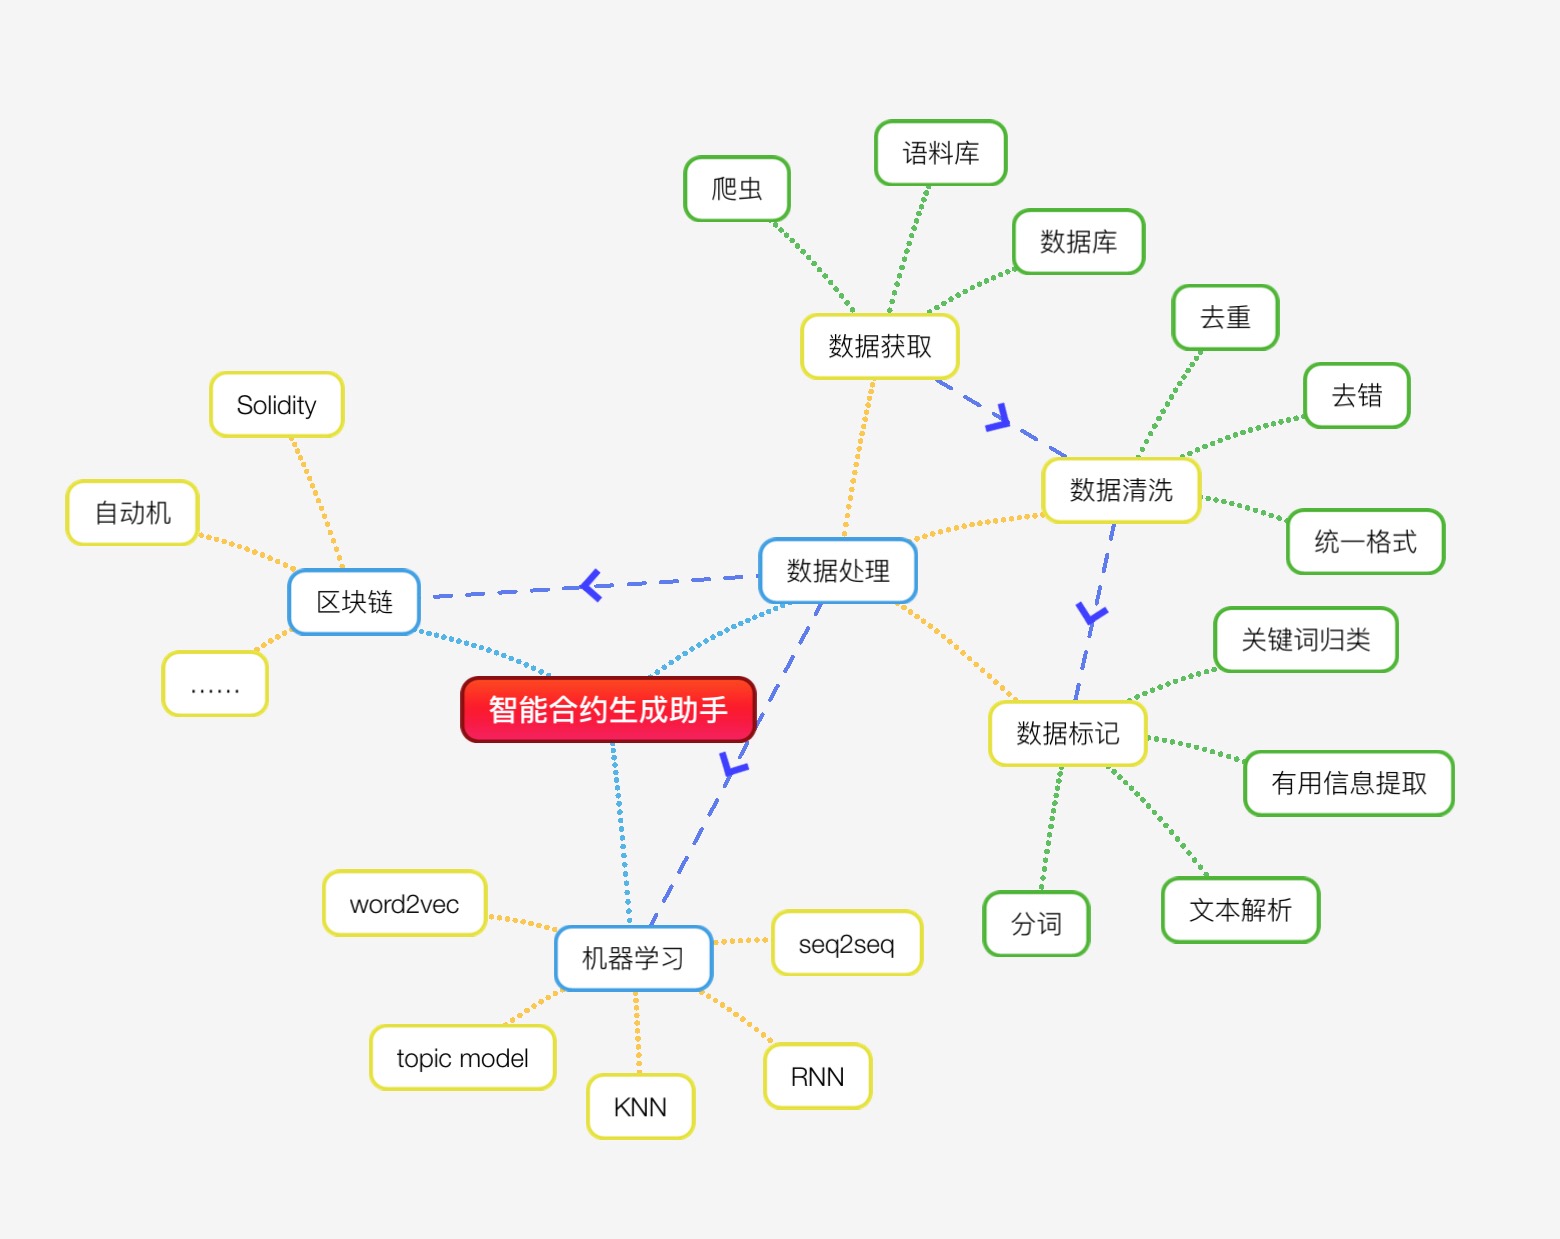 语料库
爬虫
数据库
去重
数据获取
去错
Solidity
数据清洗
自动机
统一格式
数据处理
区块链
关键词归类
……
智能合约生成助手
数据标记
有用信息提取
word2vec
文本解析
分词
seq2seq
机器学习
topic model
RNN
KNN